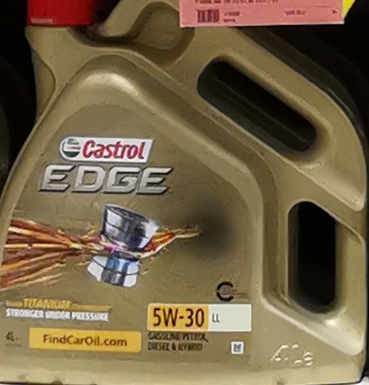 Castrol
EDGE
TITANIUM
STRONGER UNDER PRESSURE
5W-30 LL
4L
FindCarOil.com
GASOLINE/PETROL,
DIESEL & HYBRID